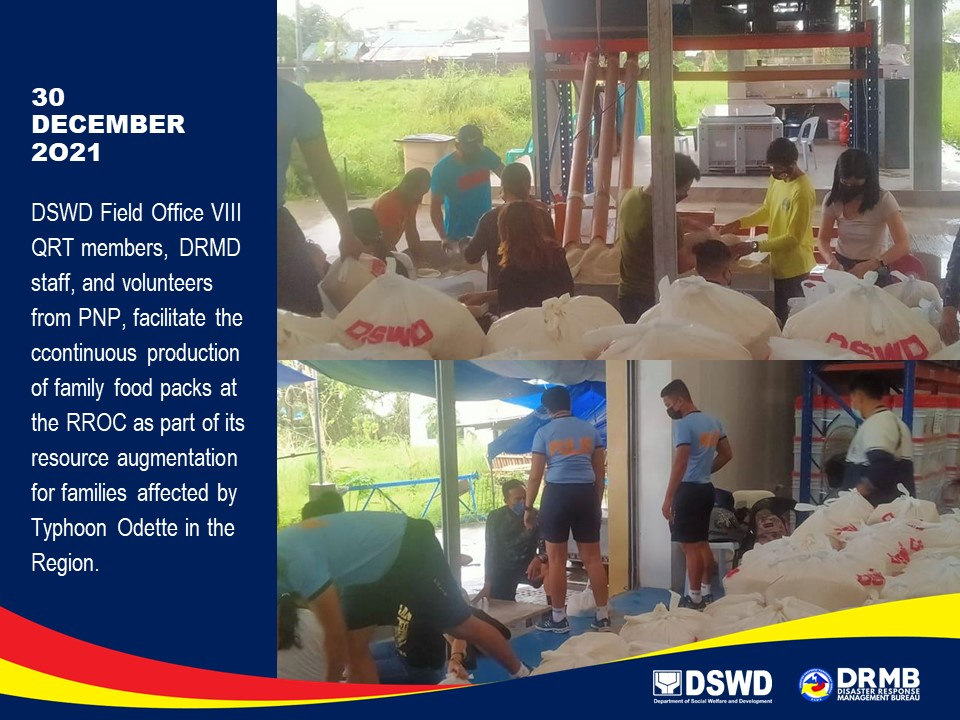 30
DECEMBER
2O21
DSWD Field Office VIII
QRT members, DRMD
staff, and volunteers
from PNP, facilitate the
ccontinuous production
of family food packs at
the RROC as part of its
resource augmentation
for families affected by
Typhoon Odette in the
Region.
DSWD
DSWD
DSWD
Department of Social Welfare and Development
DRMB
DISASTER RESPONSE
MANAGEMENT BUREAU